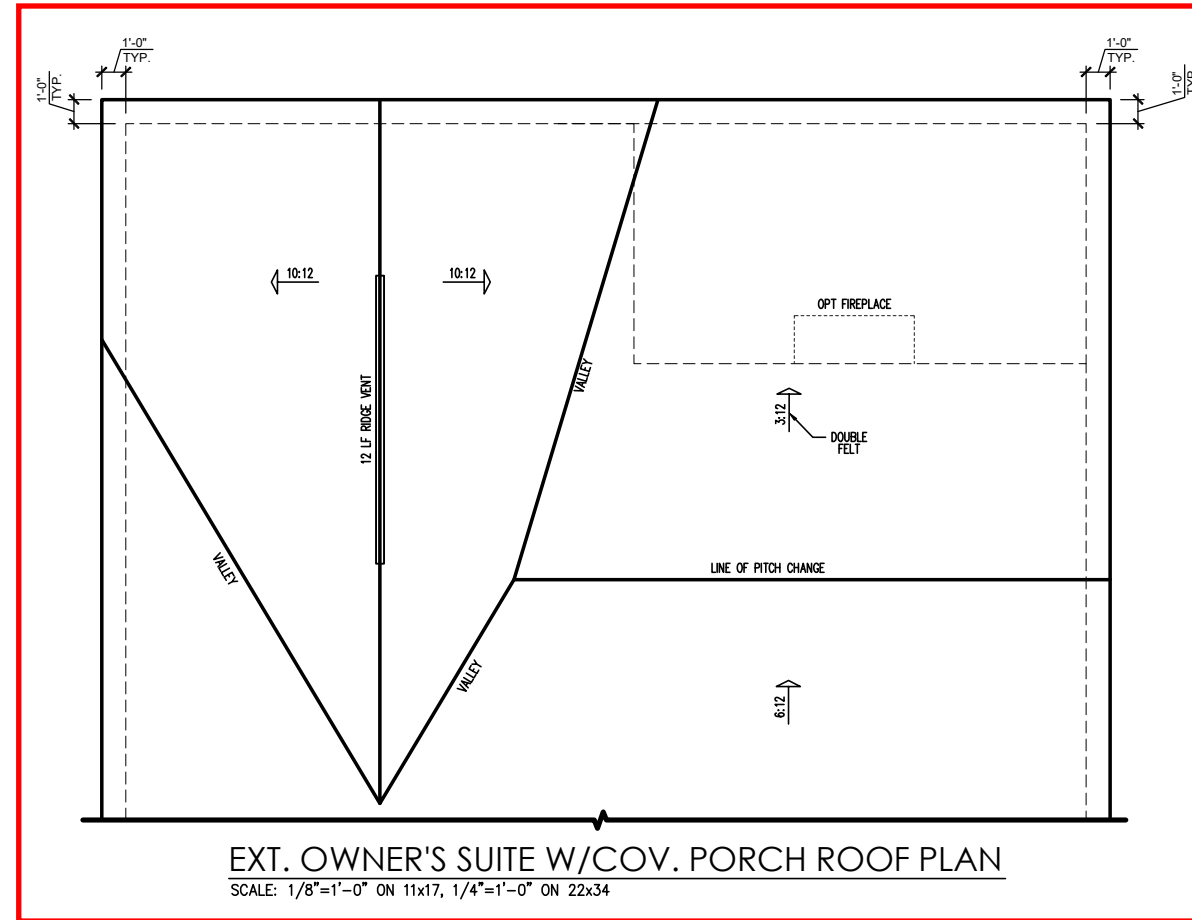 1'-0"
TYP.
1'-0"
TYP.
1'-0"
TYP.
1'-0"
TYP.
10:12
10:12
OPT FIREPLACE
12 LF RIDGE VENT
VALLEY
3:12
DOUBLE
FELT
VALLEY
LINE OF PITCH CHANGE
VALLEY
6:12
EXT. OWNER'S SUITE W/COV. PORCH ROOF PLAN
SCALE: 1/8"=1'-0" ON 11x17, 1/4"=1'-0" ON 22x34